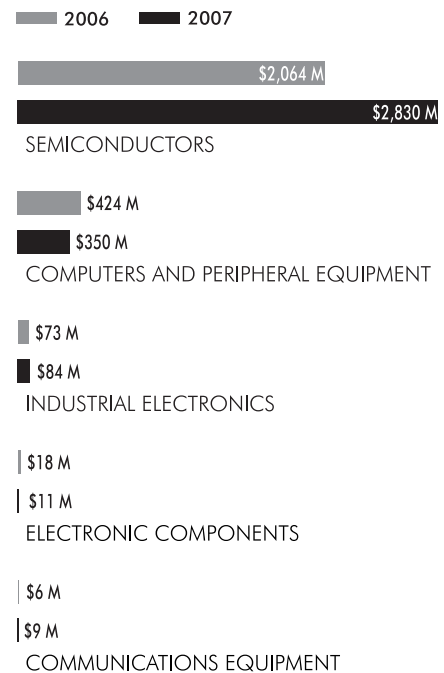 2006 2007
$2,064 M
$2,830 M
SEMICONDUCTORS
$424 M
$350 M
COMPUTERS AND PERIPHERAL EQUIPMENT
$73 M
$84 M
INDUSTRIAL ELECTRONICS
$18 M
$11 M
ELECTRONIC COMPONENTS
$6 M
$9 M
COMMUNICATIONS EQUIPMENT